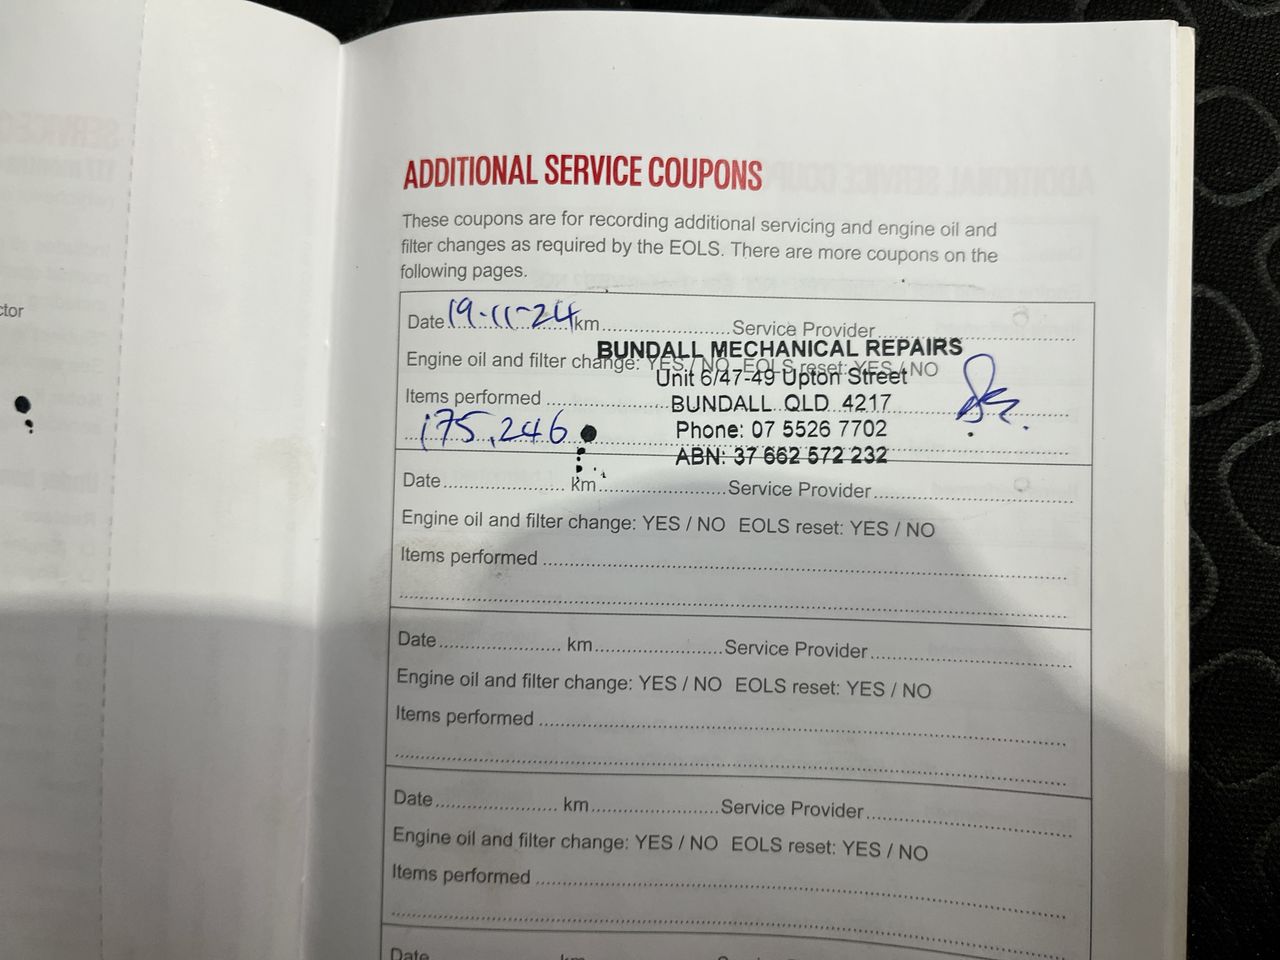 ADDITIONAL SERVICE COUPONS
These coupons are for recording additional servicing and engine oil and
filter changes as required by the EOLS. There are more coupons on the
following pages.
Date 19-11-24 km..............................Service Provider..............................
BUNDALL MECHANICAL REPAIRS
Engine oil and filter change: YES / NO EOLS reset: YES / NO
Unit 6/47-49 Upton Street
Items performed ..............................
BUNDALL QLD 4217
175,246
Phone: 07 5526 7702
ABN: 37 662 572 232
Date........................ km.........................Service Provider........................................
Engine oil and filter change: YES / NO EOLS reset: YES / NO
Items performed ....................................................................................................
Date........................ km.........................Service Provider........................................
Engine oil and filter change: YES / NO EOLS reset: YES / NO
Items performed ....................................................................................................
Date........................ km.........................Service Provider........................................
Engine oil and filter change: YES / NO EOLS reset: YES / NO
Items performed ....................................................................................................
Date km Service Provider
ctor